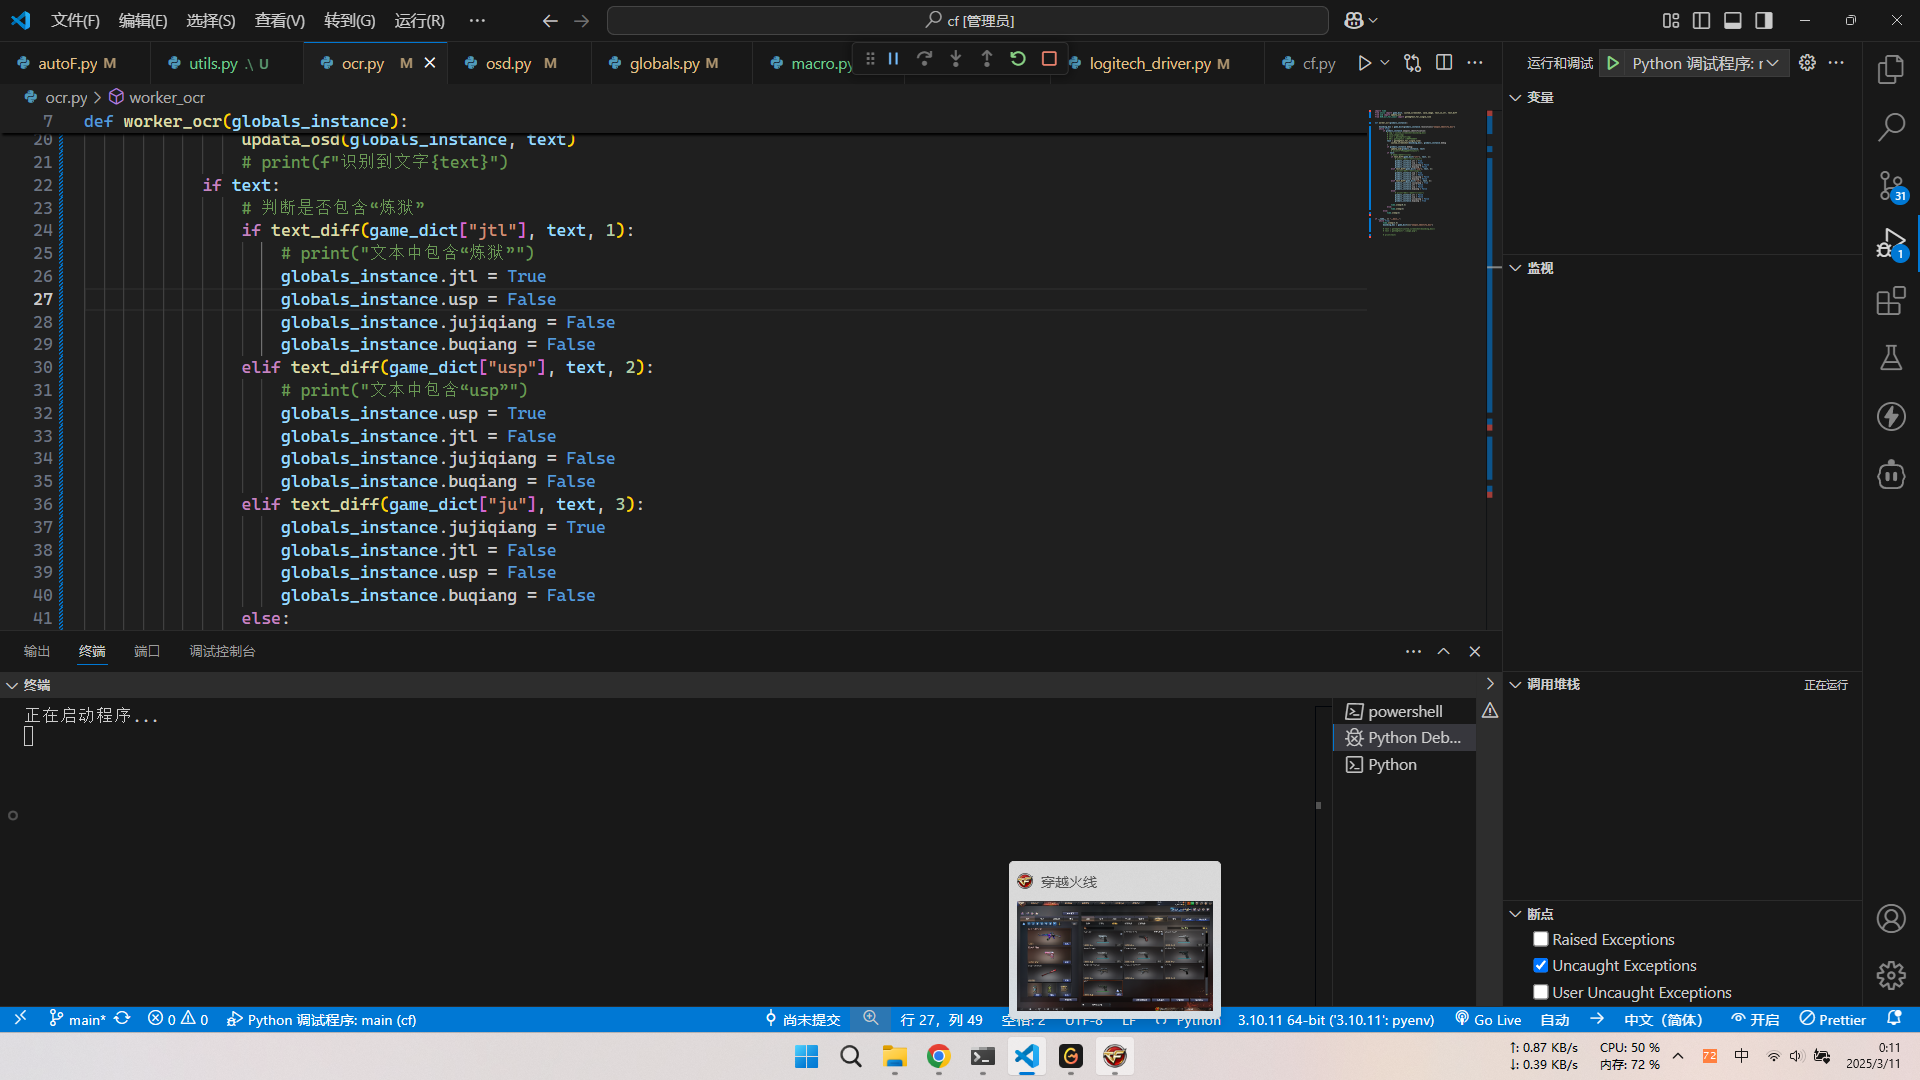 文件(F) 编辑(E) 选择(S) 查看(V) 转到(G) 运行(R) ··· cf [管理员]
autoF.py M utils.py .\ U ocr.py M osd.py M globals.py M macro.py logitech_driver.py M cf.py
ocr.py > worker_ocr
7 def worker_ocr(globals_instance):
20 updata_osd(globals_instance, text)
21 # print(f"识别到文字{text}")
22 if text:
23 # 判断是否包含“炼狱”
24 if text_diff(game_dict["jtl"], text, 1):
25 # print("文本中包含“炼狱”")
26 globals_instance.jtl = True
27 globals_instance.usp = False
28 globals_instance.jujiqiang = False
29 globals_instance.buqiang = False
30 elif text_diff(game_dict["usp"], text, 2):
31 # print("文本中包含“usp”")
32 globals_instance.usp = True
33 globals_instance.jtl = False
34 globals_instance.jujiqiang = False
35 globals_instance.buqiang = False
36 elif text_diff(game_dict["ju"], text, 3):
37 globals_instance.jujiqiang = True
38 globals_instance.jtl = False
39 globals_instance.usp = False
40 globals_instance.buqiang = False
41 else:
输出 终端 端口 调试控制台
终端
正在启动程序...
powershell
Python Deb...
Python
穿越火线
运行和调试 Python 调试程序: r
变量
监视
调用堆栈 正在运行
断点
Raised Exceptions
Uncaught Exceptions
User Uncaught Exceptions
31
1
main* 0 0 Python 调试程序: main (cf) 尚未提交 行 27，列 49 空格: 2 UTF-8 LF Python 3.10.11 64-bit ('3.10.11': pyenv) Go Live 自动 中文（简体） 开启 Prettier
↑: 0.87 KB/s CPU: 50 % 0:11
↓: 0.39 KB/s 内存: 72 % 72 中 2025/3/11